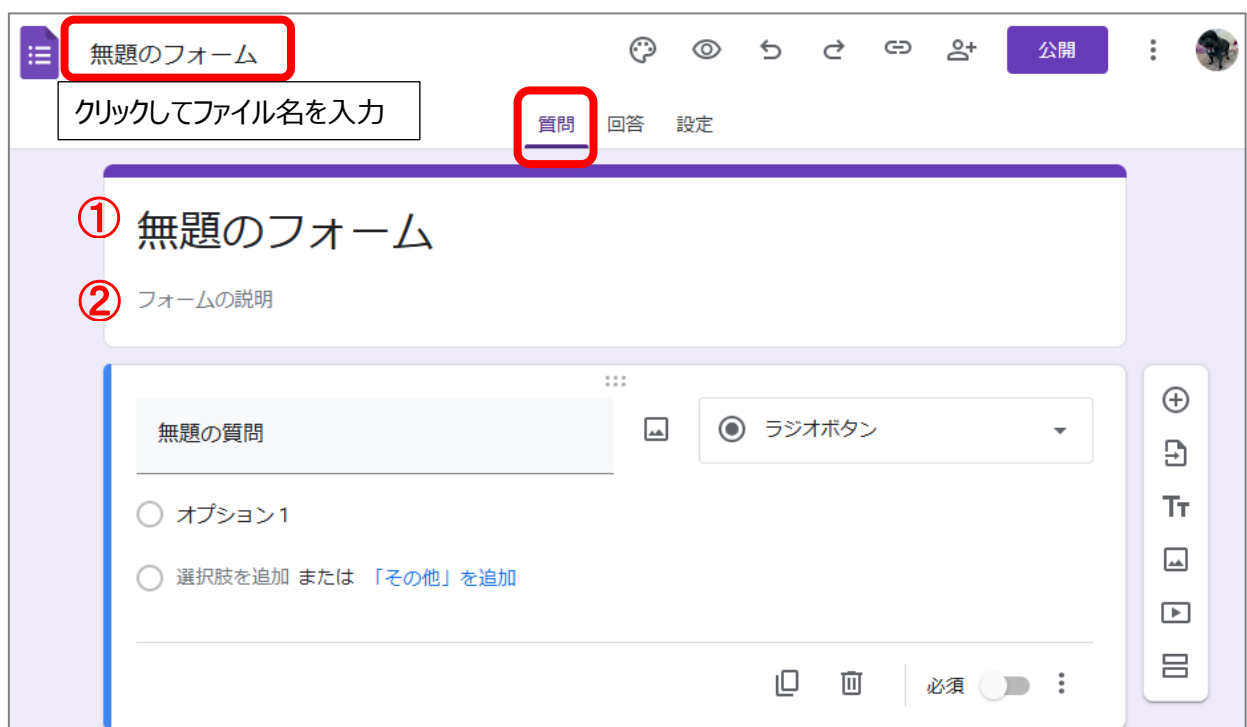 無題のフォーム
公開
クリックしてファイル名を入力
質問 回答 設定
① 無題のフォーム
② フォームの説明
無題の質問
ラジオボタン
オプション 1
選択肢を追加 または 「その他」を追加
必須